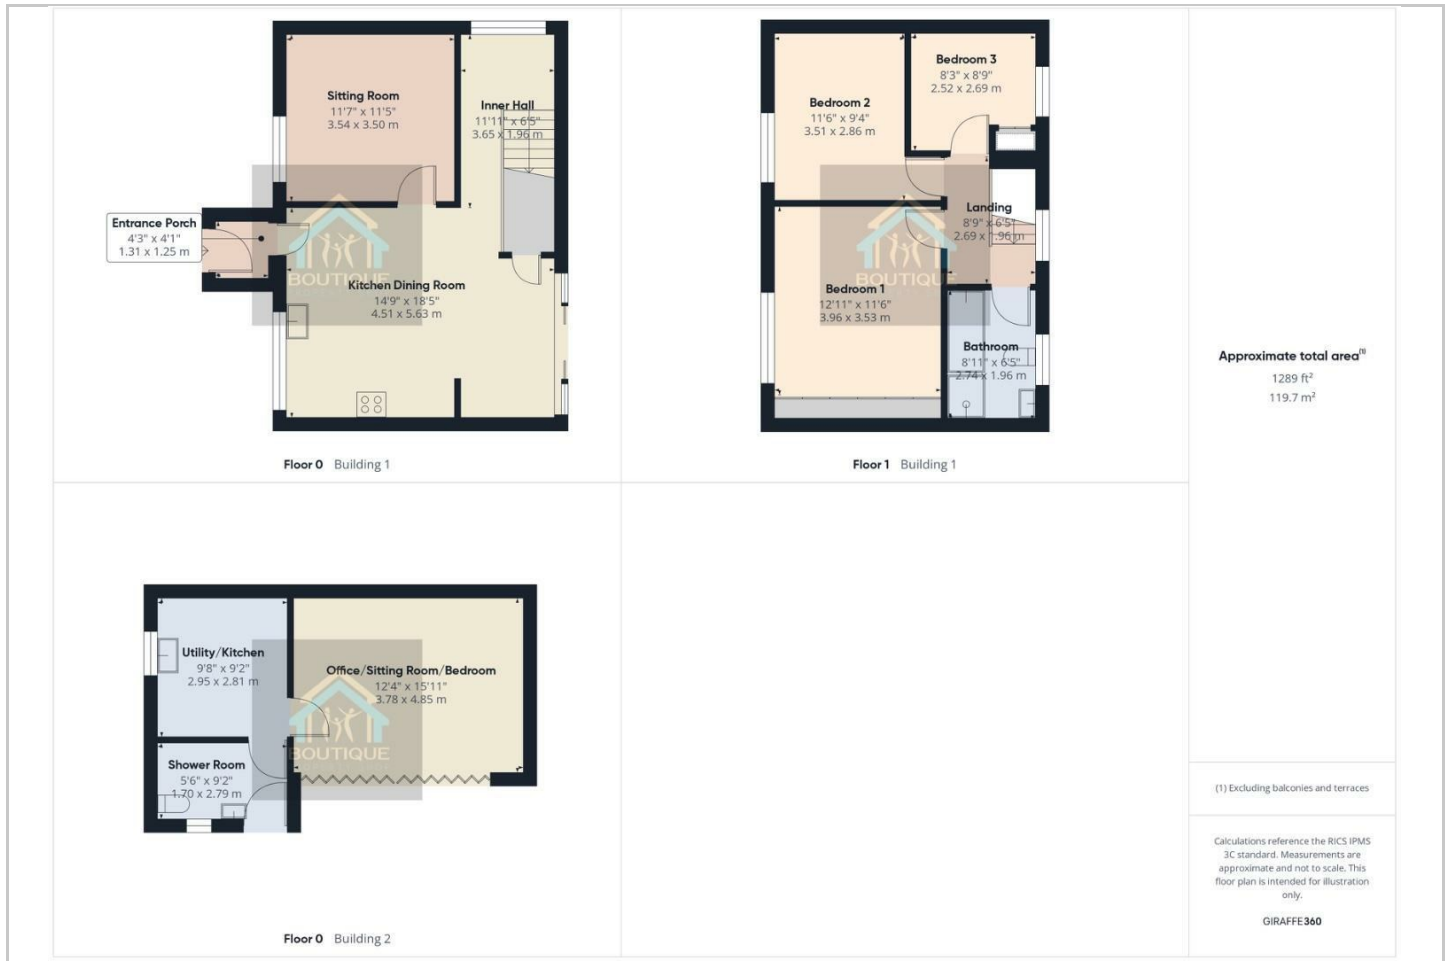 Sitting Room
11'7" x 11'5"
3.54 x 3.50 m
Inner Hall
11'11" x 6'5"
3.65 x 1.96 m
Entrance Porch
4'3" x 4'1"
1.31 x 1.25 m
BOUTIQUE
Kitchen Dining Room
14'9" x 18'5"
4.51 x 5.63 m
Floor 0 Building 1
Bedroom 2
11'6" x 9'4"
3.51 x 2.86 m
Bedroom 3
8'3" x 8'9"
2.52 x 2.69 m
Landing
8'9" x 6'5"
2.69 x 1.96 m
BOUTIQUE
Bedroom 1
12'11" x 11'6"
3.96 x 3.53 m
Bathroom
8'11" x 6'5"
2.74 x 1.96 m
Floor 1 Building 1
Utility/Kitchen
9'8" x 9'2"
2.95 x 2.81 m
Office/Sitting Room/Bedroom
12'4" x 15'11"
3.78 x 4.85 m
BOUTIQUE
Shower Room
5'6" x 9'2"
1.70 x 2.79 m
Floor 0 Building 2
Approximate total area(1)
1289 ft²
119.7 m²
(1) Excluding balconies and terraces
Calculations reference the RICS IPMS
3C standard. Measurements are
approximate and not to scale. This
floor plan is intended for illustration
only.
GIRAFFE360